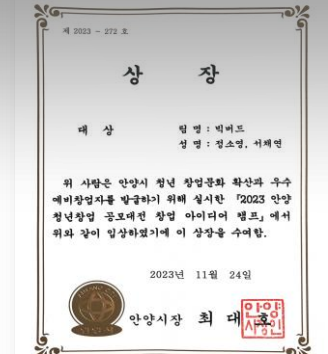 제 2023 - 272 호
상 장
대 상
팀 명 : 빅버드
성 명 : 정소영, 서채연
위 사람은 안양시 청년 창업문화 확산과 우수
예비창업자를 발굴하기 위해 실시한 「2023 안양
청년창업 공모대전 창업 아이디어 캠프」에서
위와 같이 입상하였기에 이 상장을 수여함.
2023년 11월 24일
안양시장 최 대 호